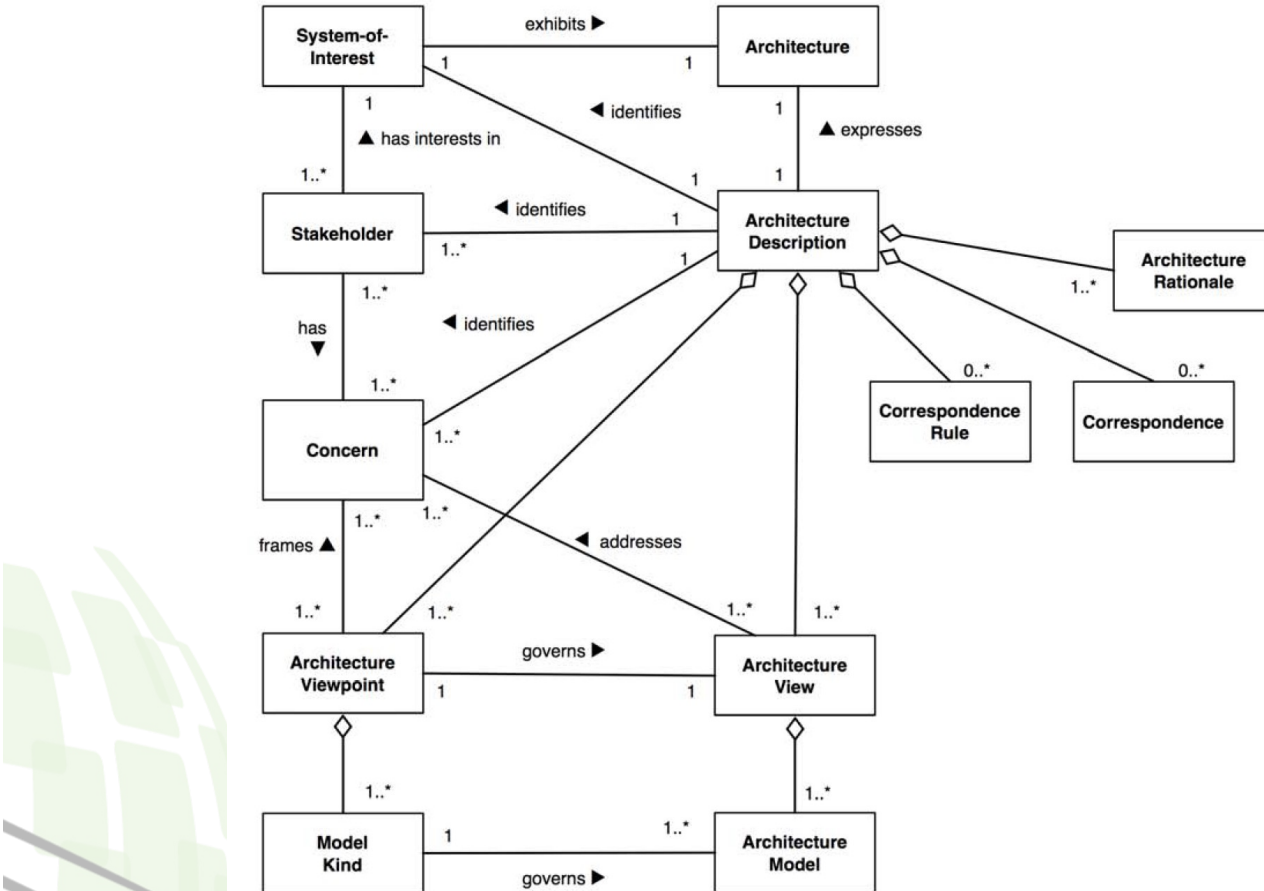 System-of-
Interest
exhibits ▶
Architecture
1
1
1
◀ identifies
1
▲ has interests in
▲ expresses
1..*
1
1
Stakeholder
◀ identifies
1
1..*
Architecture
Description
Architecture
Rationale
1..*
1..*
1
has
▼
◀ identifies
1..*
1..*
0..*
0..*
Concern
Correspondence
Rule
Correspondence
1..*
1..*
frames ▲
◀ addresses
1..*
1..*
1..*
1..*
Architecture
Viewpoint
governs ▶
1
1
Architecture
View
1..*
1..*
Model
Kind
1
1..*
governs ▶
Architecture
Model